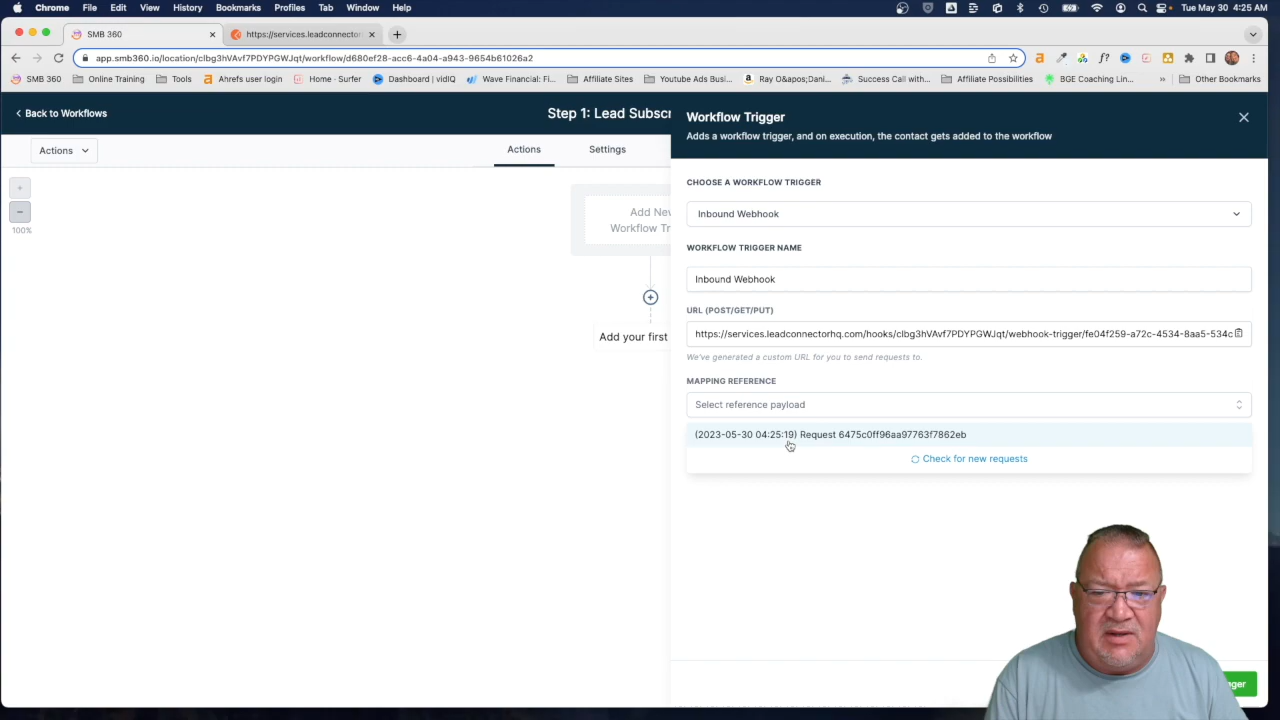 Chrome File Edit View History Bookmarks Profiles Tab Window Help
Tue May 30 4:25 AM
SMB 360
https://services.leadconnector
app.smb360.io/location/clbg3hVAvf7PDYPGWJqt/workflow/d680ef28-acc6-4a04-a943-9654b61026a2
SMB 360 Online Training Tools Ahrefs user login Home · Surfer Dashboard | vidIQ Wave Financial: Fi... Affiliate Sites Youtube Ads Busi... Ray O&apos;Dani... Success Call with... Affiliate Possibilities BGE Coaching Lin... » Other Bookmarks
Back to Workflows
Step 1: Lead Subscr
Actions
Actions
Settings
100%
Add New
Workflow Tr
Add your first
Workflow Trigger
Adds a workflow trigger, and on execution, the contact gets added to the workflow
CHOOSE A WORKFLOW TRIGGER
Inbound Webhook
WORKFLOW TRIGGER NAME
Inbound Webhook
URL (POST/GET/PUT)
https://services.leadconnectorhq.com/hooks/clbg3hVAvf7PDYPGWJqt/webhook-trigger/fe04f259-a72c-4534-8aa5-534c
We've generated a custom URL for you to send requests to.
MAPPING REFERENCE
Select reference payload
(2023-05-30 04:25:19) Request 6475c0ff96aa97763f7862eb
Check for new requests